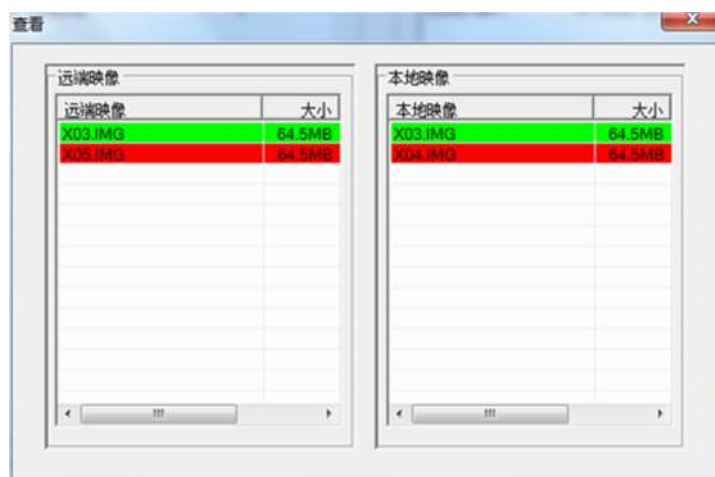 查看
远端映像
远端映像 大小
X03.IMG 64.5MB
X05.IMG 64.5MB
本地映像
本地映像 大小
X03.IMG 64.5MB
X04.IMG 64.5MB